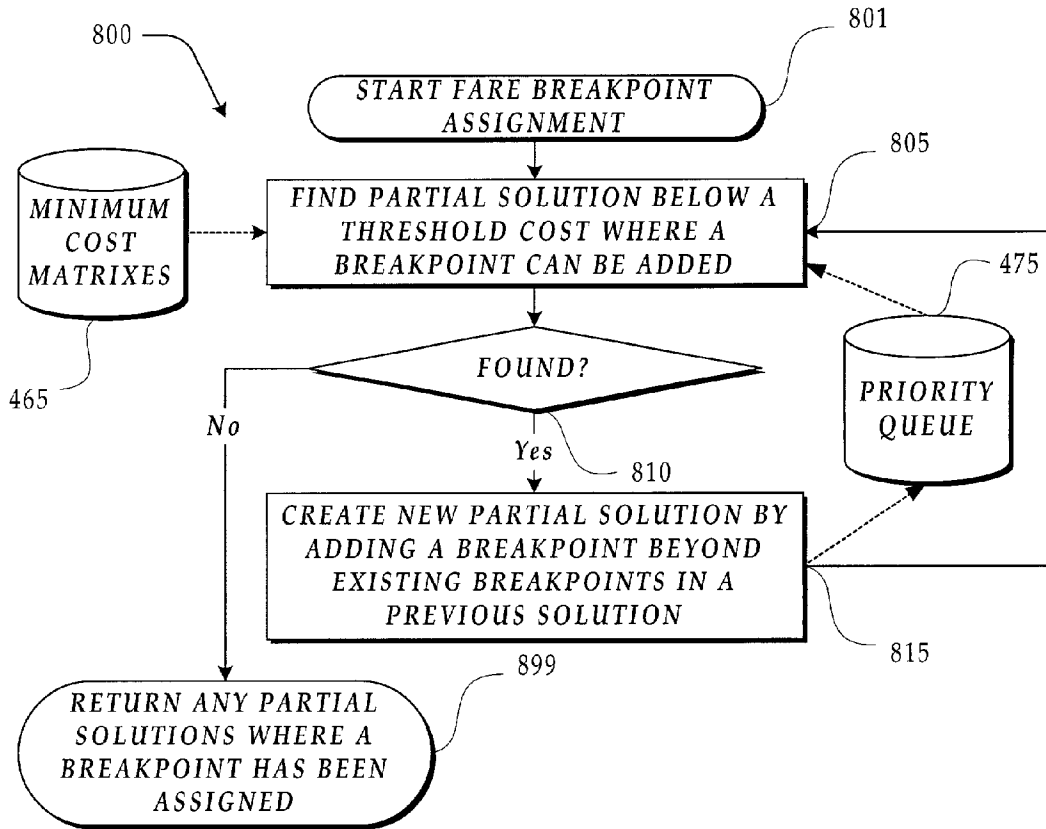 800
801
START FARE BREAKPOINT
ASSIGNMENT
805
MINIMUM
COST
MATRIXES
FIND PARTIAL SOLUTION BELOW A
THRESHOLD COST WHERE A
BREAKPOINT CAN BE ADDED
475
465
FOUND?
PRIORITY
QUEUE
No
Yes
810
CREATE NEW PARTIAL SOLUTION BY
ADDING A BREAKPOINT BEYOND
EXISTING BREAKPOINTS IN A
PREVIOUS SOLUTION
815
899
RETURN ANY PARTIAL
SOLUTIONS WHERE A
BREAKPOINT HAS BEEN
ASSIGNED